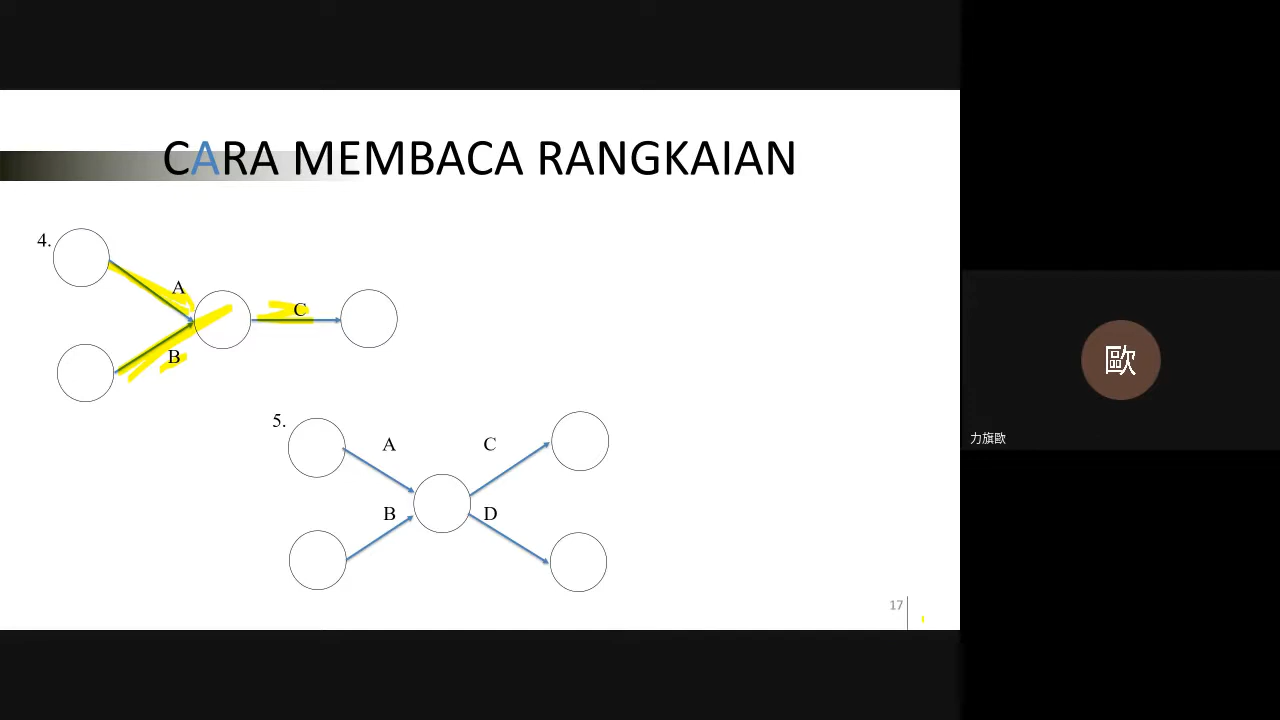 CARA MEMBACA RANGKAIAN
4.
A
B
C
5.
A
C
B
D
17
歐
力旗歐